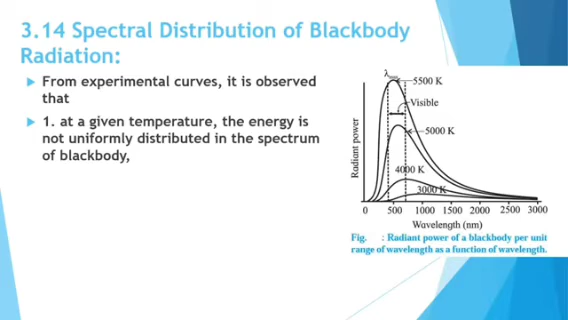 3.14 Spectral Distribution of Blackbody
Radiation:
From experimental curves, it is observed
that
1. at a given temperature, the energy is
not uniformly distributed in the spectrum
of blackbody,
λmax
5500 K
Visible
5000 K
4000 K
3000 K
Radiant power
0 500 1000 1500 2000 2500 3000
Wavelength (nm)
Fig. : Radiant power of a blackbody per unit
range of wavelength as a function of wavelength.